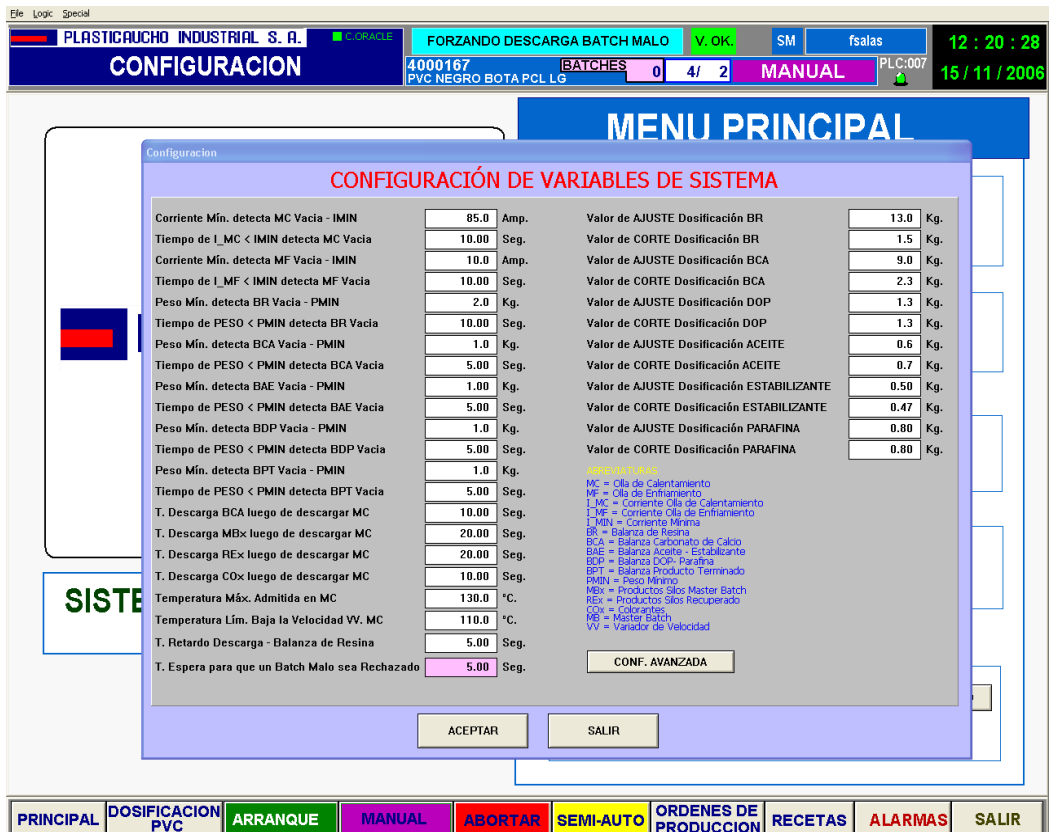 File Logic Special
PLASTICAUCHO INDUSTRIAL S. A.
C.ORACLE
FORZANDO DESCARGA BATCH MALO
V. OK.
SM
fsalas
12 : 20 : 28
CONFIGURACION
4000167
PVC NEGRO BOTA PCL LG
BATCHES
0
4/ 2
MANUAL
PLC:007
15 / 11 / 2006
MENU PRINCIPAL
Configuracion
CONFIGURACIÓN DE VARIABLES DE SISTEMA
Corriente Mín. detecta MC Vacia - IMIN 85.0 Amp.
Tiempo de I_MC < IMIN detecta MC Vacia 10.00 Seg.
Corriente Mín. detecta MF Vacia - IMIN 10.0 Amp.
Tiempo de I_MF < IMIN detecta MF Vacia 10.00 Seg.
Peso Mín. detecta BR Vacia - PMIN 2.0 Kg.
Tiempo de PESO < PMIN detecta BR Vacia 10.00 Seg.
Peso Mín. detecta BCA Vacia - PMIN 1.0 Kg.
Tiempo de PESO < PMIN detecta BCA Vacia 5.00 Seg.
Peso Mín. detecta BAE Vacia - PMIN 1.00 Kg.
Tiempo de PESO < PMIN detecta BAE Vacia 5.00 Seg.
Peso Mín. detecta BDP Vacia - PMIN 1.0 Kg.
Tiempo de PESO < PMIN detecta BDP Vacia 5.00 Seg.
Peso Mín. detecta BPT Vacia - PMIN 1.0 Kg.
Tiempo de PESO < PMIN detecta BPT Vacia 5.00 Seg.
T. Descarga BCA luego de descargar MC 10.00 Seg.
T. Descarga MBx luego de descargar MC 20.00 Seg.
T. Descarga REx luego de descargar MC 20.00 Seg.
T. Descarga COx luego de descargar MC 10.00 Seg.
Temperatura Máx. Admitida en MC 130.0 °C.
Temperatura Lím. Baja la Velocidad VV. MC 110.0 °C.
T. Retardo Descarga - Balanza de Resina 5.00 Seg.
T. Espera para que un Batch Malo sea Rechazado 5.00 Seg.
Valor de AJUSTE Dosificación BR 13.0 Kg.
Valor de CORTE Dosificación BR 1.5 Kg.
Valor de AJUSTE Dosificación BCA 9.0 Kg.
Valor de CORTE Dosificación BCA 2.3 Kg.
Valor de AJUSTE Dosificación DOP 1.3 Kg.
Valor de CORTE Dosificación DOP 1.3 Kg.
Valor de AJUSTE Dosificación ACEITE 0.6 Kg.
Valor de CORTE Dosificación ACEITE 0.7 Kg.
Valor de AJUSTE Dosificación ESTABILIZANTE 0.50 Kg.
Valor de CORTE Dosificación ESTABILIZANTE 0.47 Kg.
Valor de AJUSTE Dosificación PARAFINA 0.80 Kg.
Valor de CORTE Dosificación PARAFINA 0.80 Kg.
ABREVIATURAS
MC = Olla de Calentamiento
MF = Olla de Enfriamiento
I_MC = Corriente Olla de Calentamiento
I_MF = Corriente Olla de Enfriamiento
I_MIN = Corriente Mínima
BR = Balanza de Resina
BCA = Balanza Carbonato de Calcio
BAE = Balanza Aceite - Estabilizante
BDP = Balanza DOP- Parafina
BPT = Balanza Producto Terminado
PMIN = Peso Mínimo
MBx = Productos Silos Master Batch
REx = Productos Silos Recuperado
COx = Colorantes
MB = Master Batch
VV = Variador de Velocidad
CONF. AVANZADA
ACEPTAR
SALIR
SISTE
PRINCIPAL
DOSIFICACION
PVC
ARRANQUE
MANUAL
ABORTAR
SEMI-AUTO
ORDENES DE
PRODUCCION
RECETAS
ALARMAS
SALIR